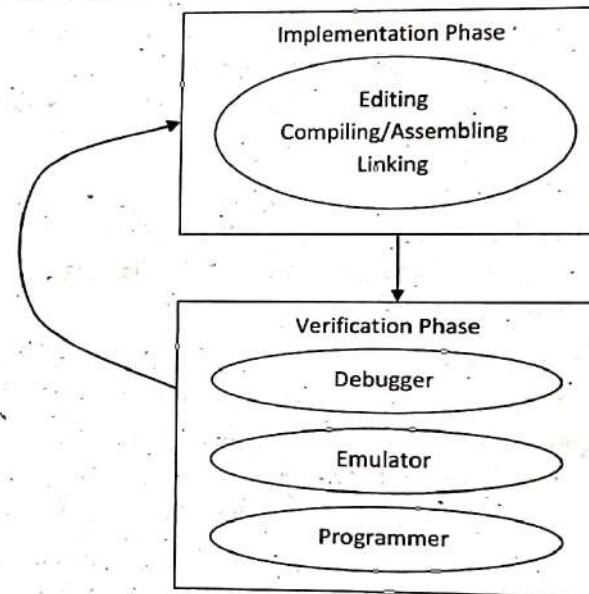 Implementation Phase
Editing
Compiling/Assembling
Linking
Verification Phase
Debugger
Emulator
Programmer